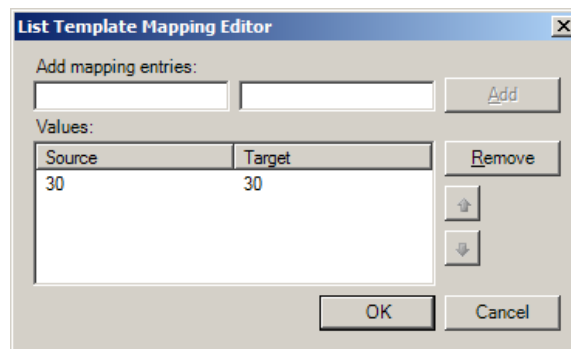 List Template Mapping Editor
Add mapping entries:
Add
Values:
Source Target
Remove
30 30
OK Cancel